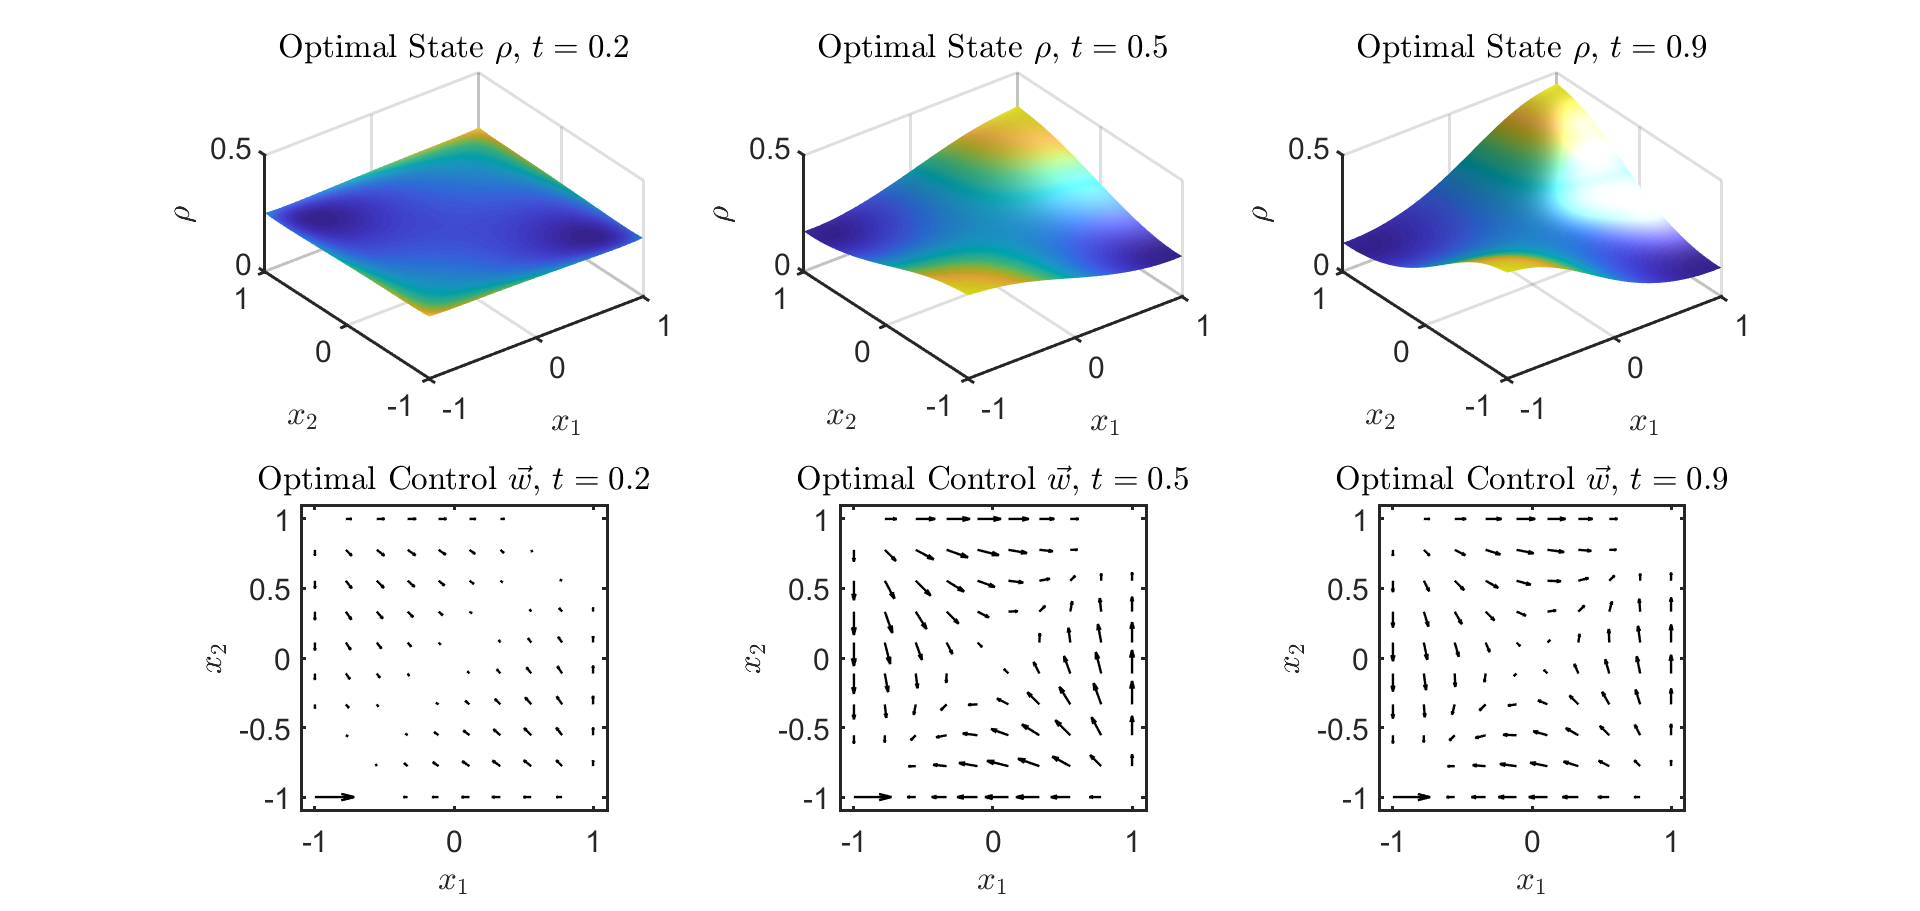 Optimal State ρ, t = 0.2
0.5
0
ρ
1
0
-1
x₂
-1
0
1
x₁
Optimal State ρ, t = 0.5
0.5
0
ρ
1
0
-1
x₂
-1
0
1
x₁
Optimal State ρ, t = 0.9
0.5
0
ρ
1
0
-1
x₂
-1
0
1
x₁
Optimal Control w⃗, t = 0.2
1
0.5
0
-0.5
-1
x₂
-1 0 1
x₁
Optimal Control w⃗, t = 0.5
1
0.5
0
-0.5
-1
x₂
-1 0 1
x₁
Optimal Control w⃗, t = 0.9
1
0.5
0
-0.5
-1
x₂
-1 0 1
x₁